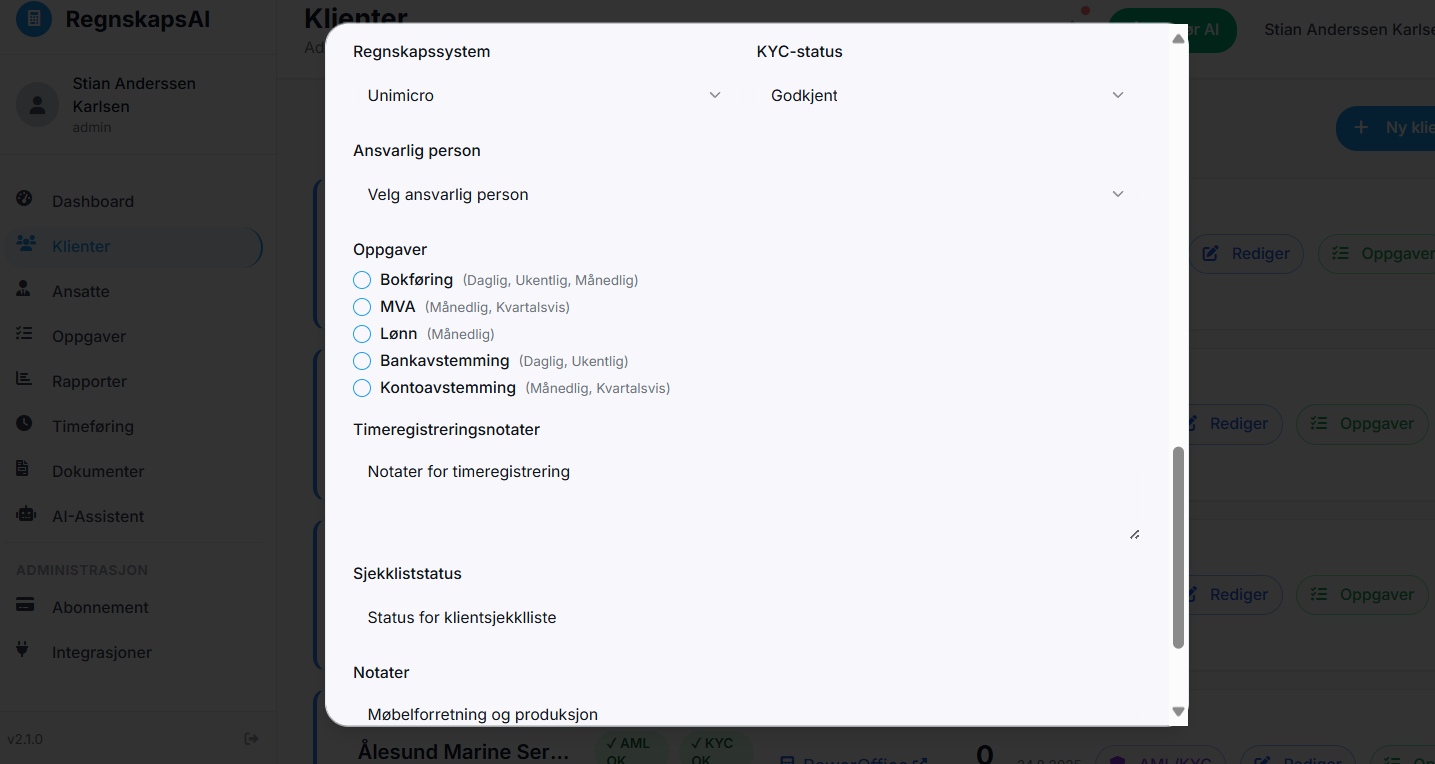 RegnskapsAI
Klienter
Stian Anderssen Karlse
Stian Anderssen
Karlsen
admin
Ny klie
Dashboard
Klienter
Ansatte
Oppgaver
Rapporter
Timeføring
Dokumenter
AI-Assistent
ADMINISTRASJON
Abonnement
Integrasjoner
v2.1.0
Regnskapssystem
KYC-status
Unimicro
Godkjent
Ansvarlig person
Velg ansvarlig person
Oppgaver
Bokføring (Daglig, Ukentlig, Månedlig)
MVA (Månedlig, Kvartalsvis)
Lønn (Månedlig)
Bankavstemming (Daglig, Ukentlig)
Kontoavstemming (Månedlig, Kvartalsvis)
Timeregistreringsnotater
Notater for timeregistrering
Sjekkliststatus
Status for klientsjekklliste
Notater
Møbelforretning og produksjon
Rediger
Oppgaver
Rediger
Oppgaver
Rediger
Oppgaver
Ålesund Marine Ser...
✓ AML
OK
✓ KYC
OK
PowerOffice
0
AML/KYC
Rediger